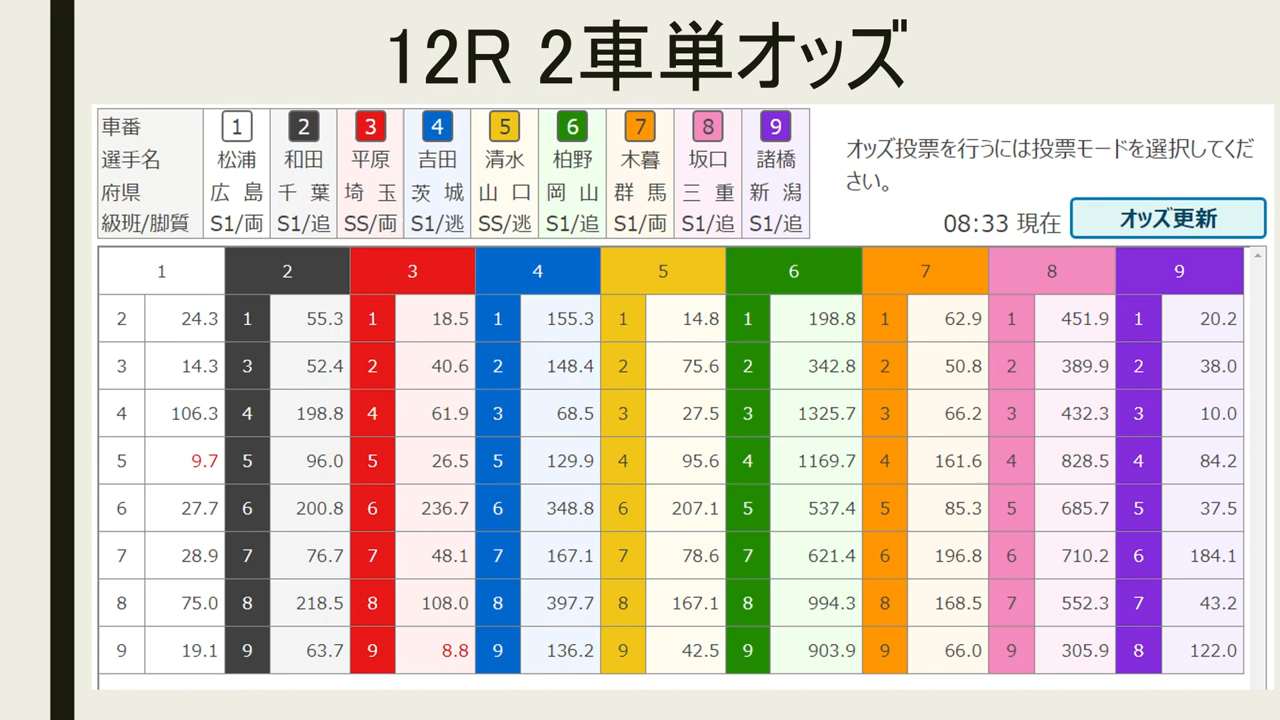 12R 2車単オッズ
車番 1 2 3 4 5 6 7 8 9
選手名 松浦 和田 平原 吉田 清水 柏野 木暮 坂口 諸橋
府県 広島 千葉 埼玉 茨城 山口 岡山 群馬 三重 新潟
級班/脚質 S1/両 S1/追 SS/両 S1/逃 SS/逃 S1/追 S1/両 S1/追 S1/追
オッズ投票を行うには投票モードを選択してくだ
さい。
08:33 現在 オッズ更新
1 2 3 4 5 6 7 8 9
2 24.3 1 55.3 1 18.5 1 155.3 1 14.8 1 198.8 1 62.9 1 451.9 1 20.2
3 14.3 3 52.4 2 40.6 2 148.4 2 75.6 2 342.8 2 50.8 2 389.9 2 38.0
4 106.3 4 198.8 4 61.9 3 68.5 3 27.5 3 1325.7 3 66.2 3 432.3 3 10.0
5 9.7 5 96.0 5 26.5 5 129.9 4 95.6 4 1169.7 4 161.6 4 828.5 4 84.2
6 27.7 6 200.8 6 236.7 6 348.8 6 207.1 5 537.4 5 85.3 5 685.7 5 37.5
7 28.9 7 76.7 7 48.1 7 167.1 7 78.6 7 621.4 6 196.8 6 710.2 6 184.1
8 75.0 8 218.5 8 108.0 8 397.7 8 167.1 8 994.3 8 168.5 7 552.3 7 43.2
9 19.1 9 63.7 9 8.8 9 136.2 9 42.5 9 903.9 9 66.0 9 305.9 8 122.0